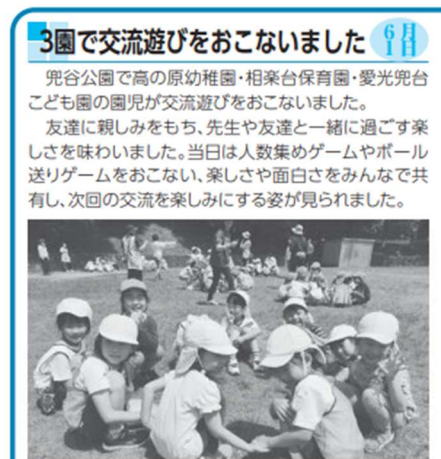 3園で交流遊びをおこないました
6月
1日
兜谷公園で高の原幼稚園・相楽台保育園・愛光兜台
こども園の園児が交流遊びをおこないました。
友達に親しみをもち、先生や友達と一緒に過ごす楽
しさを味わいました。当日は人数集めゲームやボール
送りゲームをおこない、楽しさや面白さをみんなで共
有し、次回の交流を楽しみにする姿が見られました。